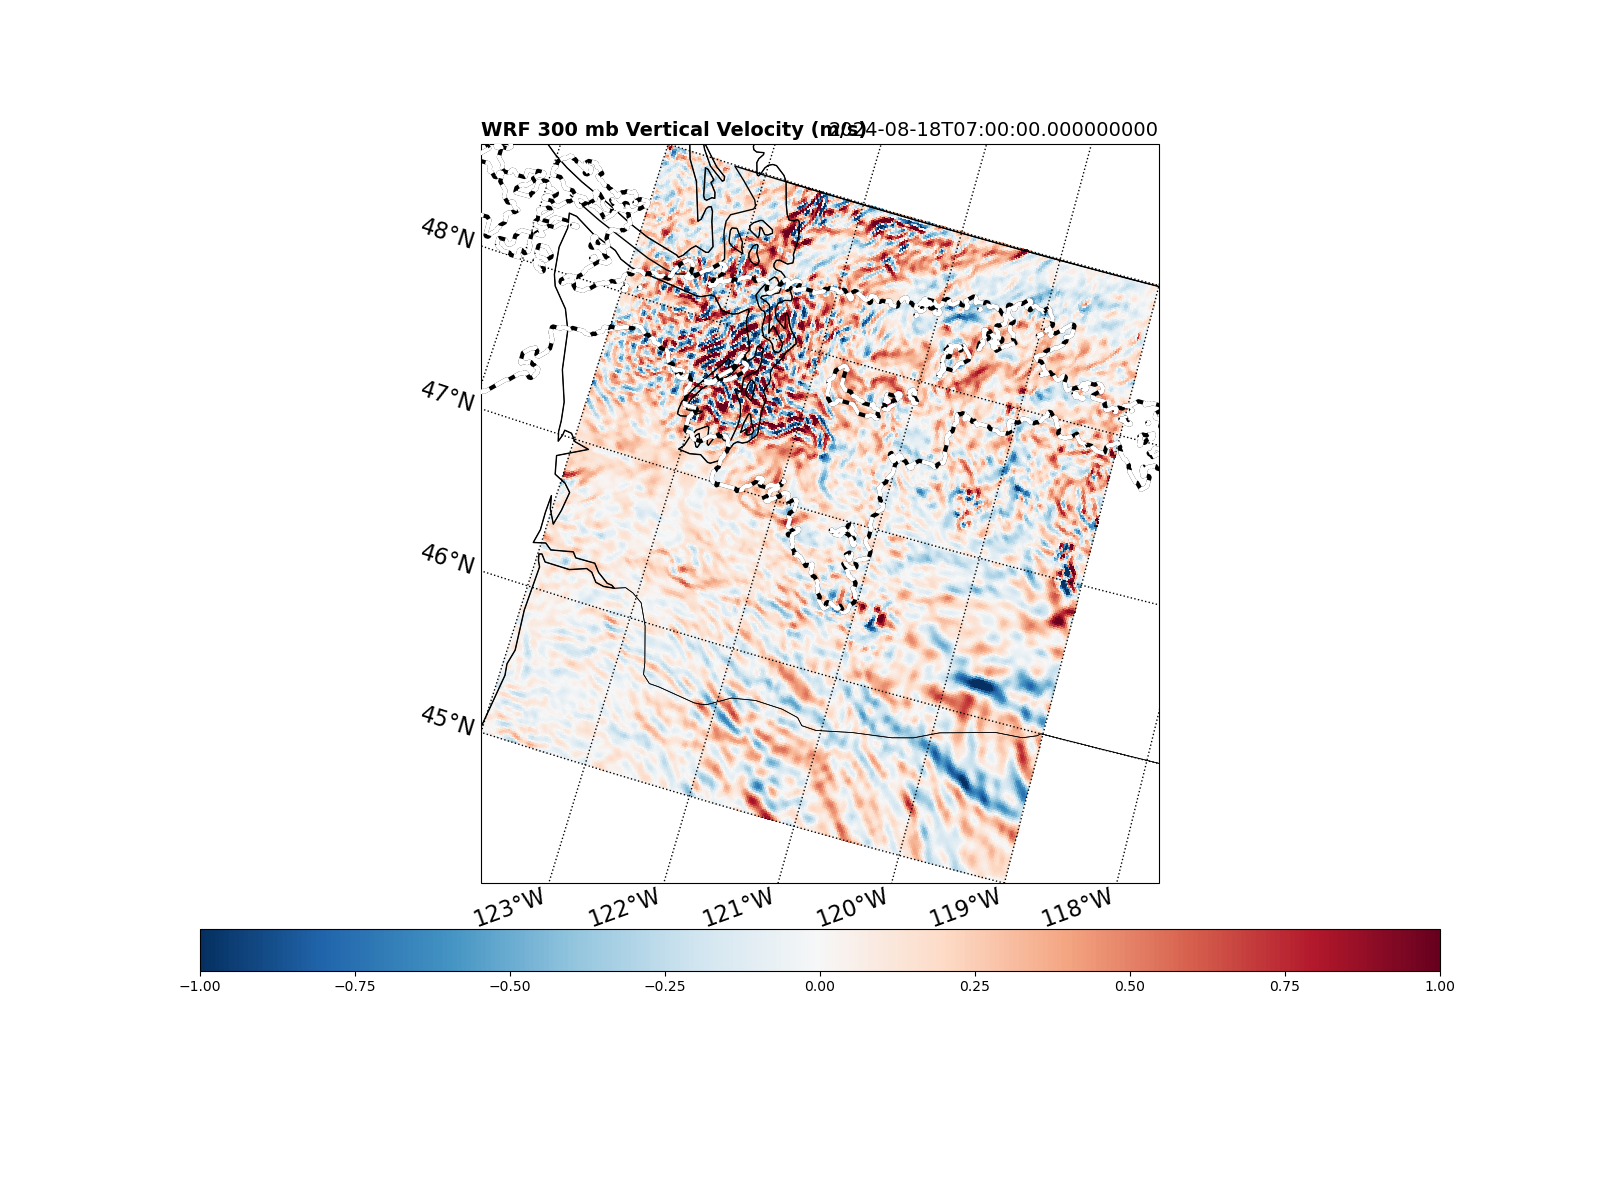 WRF 300 mb Vertical Velocity (m/s) 2024-08-18T07:00:00.000000000
48°N
47°N
46°N
45°N
123°W 122°W 121°W 120°W 119°W 118°W
−1.00 −0.75 −0.50 −0.25 0.00 0.25 0.50 0.75 1.00